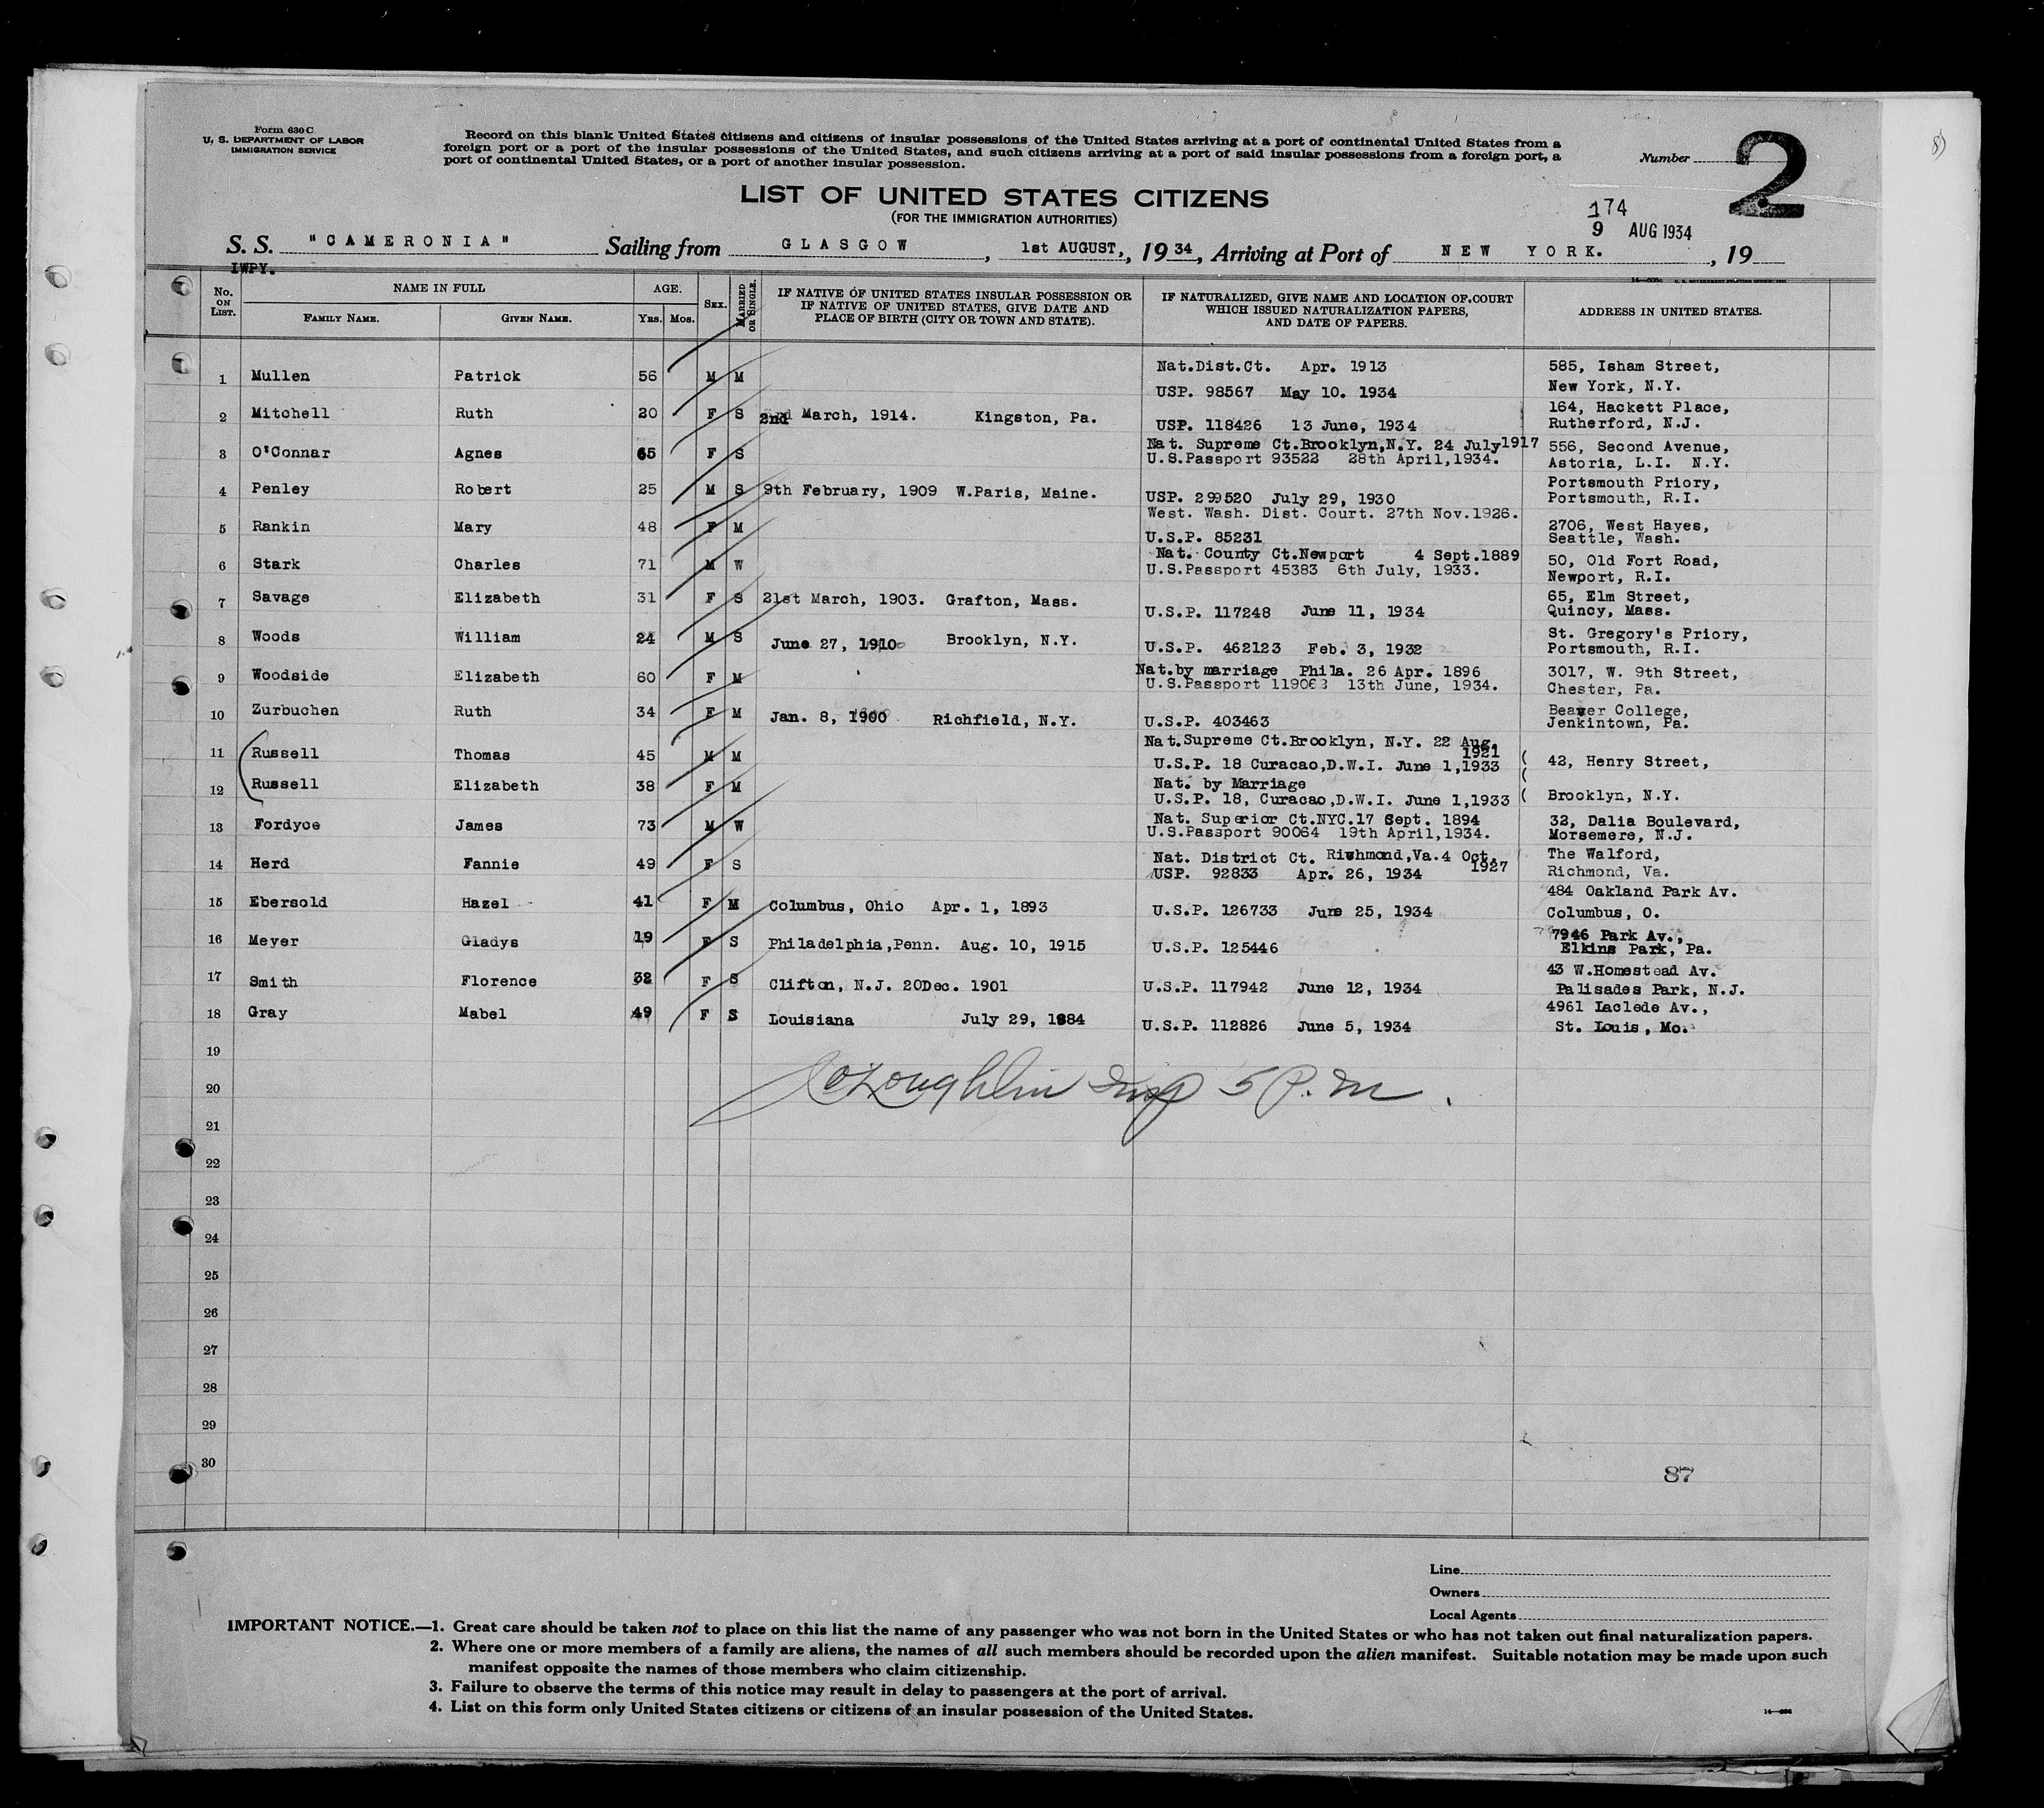 Form 630 C
U. S. DEPARTMENT OF LABOR
IMMIGRATION SERVICE
Record on this blank United States citizens and citizens of insular possessions of the United States arriving at a port of continental United States from a
foreign port or a port of the insular possessions of the United States, and such citizens arriving at a port of said insular possessions from a foreign port, a
port of continental United States, or a port of another insular possession.
Number 2
8)
LIST OF UNITED STATES CITIZENS
(FOR THE IMMIGRATION AUTHORITIES)
174
9 AUG 1934
S. S. "CAMERONIA" Sailing from GLASGOW, 1st AUGUST,, 1934, Arriving at Port of NEW YORK. , 19
IWPY.
No. ON LIST. NAME IN FULL AGE. SEX. MARRIED OR SINGLE. IF NATIVE OF UNITED STATES INSULAR POSSESSION OR IF NATIVE OF UNITED STATES, GIVE DATE AND PLACE OF BIRTH (CITY OR TOWN AND STATE). IF NATURALIZED, GIVE NAME AND LOCATION OF COURT WHICH ISSUED NATURALIZATION PAPERS, AND DATE OF PAPERS. ADDRESS IN UNITED STATES.
FAMILY NAME. GIVEN NAME. YRS. MOS.
Nat.Dist.Ct. Apr. 1913 585, Isham Street,
1 Mullen Patrick 56 M M
USP. 98567 May 10. 1934 New York, N.Y.
164, Hackett Place,
2 Mitchell Ruth 20 F S 2nd March, 1914. Kingston, Pa.
USP. 118426 13 June, 1934 Rutherford, N.J.
Nat. Supreme Ct.Brooklyn,N.Y. 24 July1917 556, Second Avenue,
3 O'Connar Agnes 65 F S
U.S.Passport 93522 28th April,1934. Astoria, L.I. N.Y.
Portsmouth Priory,
4 Penley Robert 25 M S 9th February, 1909 W.Paris, Maine.
USP. 299520 July 29, 1930 Portsmouth, R.I.
West. Wash. Dist. Court. 27th Nov.1926.
5 Rankin Mary 48 F M 2706, West Hayes,
U.S.P. 85231 Seattle, Wash.
Nat. County Ct.Newport 4 Sept.1889 50, Old Fort Road,
6 Stark Charles 71 M W
U.S.Passport 45383 6th July, 1933. Newport, R.I.
7 Savage Elizabeth 31 F S 21st March, 1903. Grafton, Mass. 65, Elm Street,
U.S.P. 117248 June 11, 1934 Quincy, Mass.
8 Woods William 24 M S June 27, 1910 Brooklyn, N.Y. St. Gregory's Priory,
U.S.P. 462123 Feb. 3, 1932 Portsmouth, R.I.
Nat.by marriage Phila. 26 Apr. 1896 3017, W. 9th Street,
9 Woodside Elizabeth 60 F M
U.S.Passport 119063 13th June, 1934. Chester, Pa.
10 Zurbuchen Ruth 34 F M Jan. 8, 1900 Richfield, N.Y. Beaver College,
U.S.P. 403463 Jenkintown, Pa.
Nat.Supreme Ct.Brooklyn, N.Y. 22 Aug. 1921
11 Russell Thomas 45 M M
U.S.P. 18 Curacao,D.W.I. June 1,1933 ( 42, Henry Street,
Nat. by Marriage (
12 Russell Elizabeth 38 F M
U.S.P. 18, Curacao,D.W.I. June 1,1933 ( Brooklyn, N.Y.
Nat. Superior Ct.NYC.17 Sept. 1894 32, Dalia Boulevard,
13 Fordyce James 73 M W
U.S.Passport 90064 19th April,1934. Morsemere, N.J.
Nat. District Ct. Richmond,Va.4 Oct. 1927 The Walford,
14 Herd Fannie 49 F S
USP. 92833 Apr. 26, 1934 Richmond, Va.
484 Oakland Park Av.
15 Ebersold Hazel 41 F M Columbus, Ohio Apr. 1, 1893
U.S.P. 126733 June 25, 1934 Columbus, O.
7946 Park Av.,
16 Meyer Gladys 19 F S Philadelphia,Penn. Aug. 10, 1915
U.S.P. 125446 Elkins Park, Pa.
43 W.Homestead Av.
17 Smith Florence 32 F S Clifton, N.J. 20Dec. 1901
U.S.P. 117942 June 12, 1934 Palisades Park, N.J.
4961 Laclede Av.,
18 Gray Mabel 49 F S Louisiana July 29, 1884
U.S.P. 112826 June 5, 1934 St. Louis, Mo.
19
20 O'Loughlin Insp 5 P.M.
21
22
23
24
25
26
27
28
29
30
87
Line
Owners
Local Agents
IMPORTANT NOTICE.—1. Great care should be taken not to place on this list the name of any passenger who was not born in the United States or who has not taken out final naturalization papers.
2. Where one or more members of a family are aliens, the names of all such members should be recorded upon the alien manifest. Suitable notation may be made upon such
manifest opposite the names of those members who claim citizenship.
3. Failure to observe the terms of this notice may result in delay to passengers at the port of arrival.
4. List on this form only United States citizens or citizens of an insular possession of the United States.